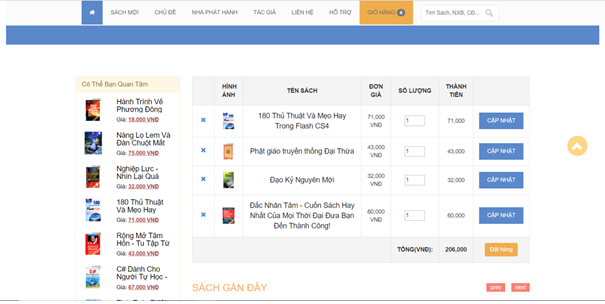 SÁCH MỚI CHỦ ĐỀ NHÀ PHÁT HÀNH TÁC GIẢ LIÊN HỆ HỖ TRỢ GIỎ HÀNG 4 Tìm Sách, NXB, CĐ...
Có Thể Bạn Quan Tâm
Hành Trình Về
Phương Đông
Giá: 18,000 VNĐ
Nàng Lọ Lem Và
Đàn Chuột Mất
Giá: 75,000 VNĐ
Nghiệp Lực -
Nhìn Lại Quả
Giá: 32,000 VNĐ
180 Thủ Thuật
Và Mẹo Hay
Giá: 71,000 VNĐ
Rộng Mở Tâm
Hồn - Tu Tập Từ
Giá: 43,000 VNĐ
C# Dành Cho
Người Tự Học -
Giá: 67,000 VNĐ
HÌNH ẢNH TÊN SÁCH ĐƠN GIÁ SỐ LƯỢNG THÀNH TIỀN
180 Thủ Thuật Và Mẹo Hay
Trong Flash CS4
71,000 VNĐ 1 71,000 CẬP NHẬT
Phật giáo truyền thống Đại Thừa 43,000 VNĐ 1 43,000 CẬP NHẬT
Đạo Kỷ Nguyên Mới 32,000 VNĐ 1 32,000 CẬP NHẬT
Đắc Nhân Tâm - Cuốn Sách Hay
Nhất Của Mọi Thời Đại Đưa Bạn
Đến Thành Công!
60,000 VNĐ 1 60,000 CẬP NHẬT
TỔNG(VNĐ): 206,000 Đặt hàng
SÁCH GẦN ĐÂY prev next